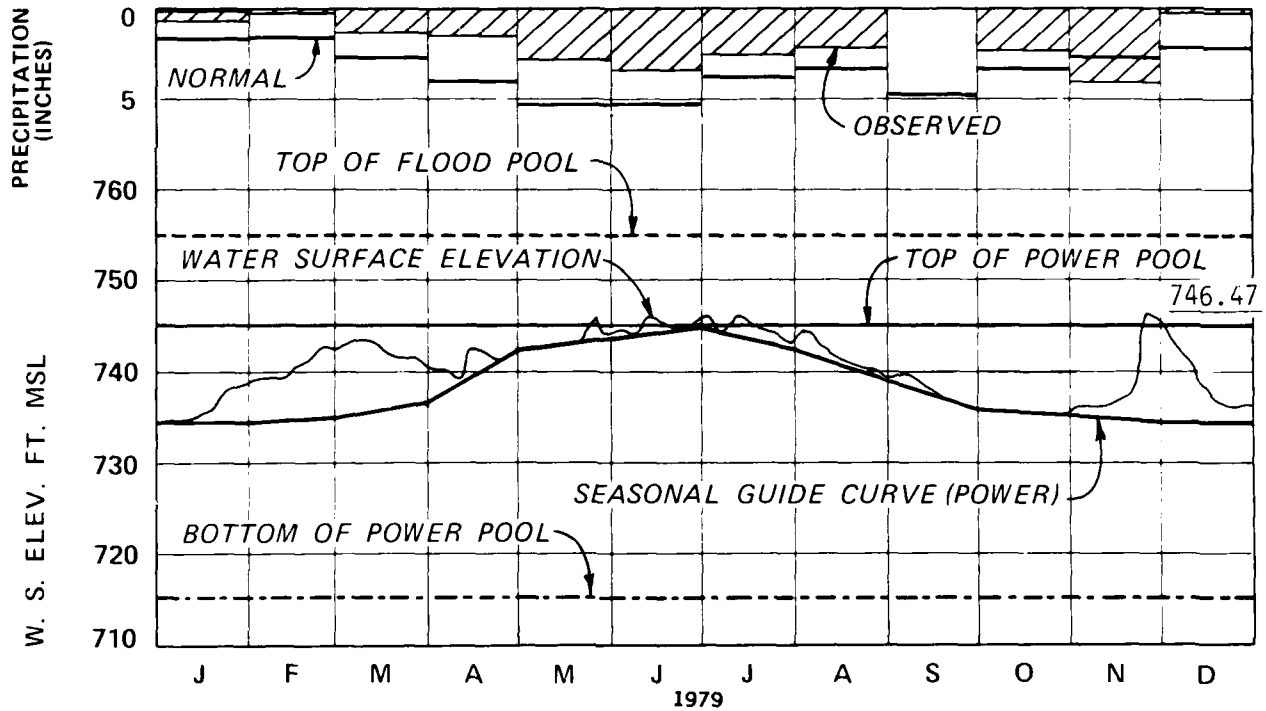 PRECIPITATION
(INCHES)
0
5
NORMAL
OBSERVED
TOP OF FLOOD POOL
760
WATER SURFACE ELEVATION
TOP OF POWER POOL
750
746.47
W. S. ELEV. FT. MSL
740
730
SEASONAL GUIDE CURVE (POWER)
BOTTOM OF POWER POOL
720
710
J F M A M J J A S O N D
1979